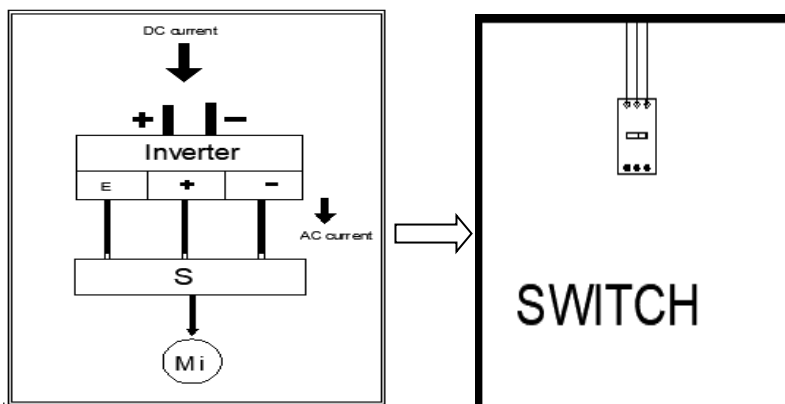 DC current
+ −
Inverter
E + -
AC current
S
Mi
SWITCH